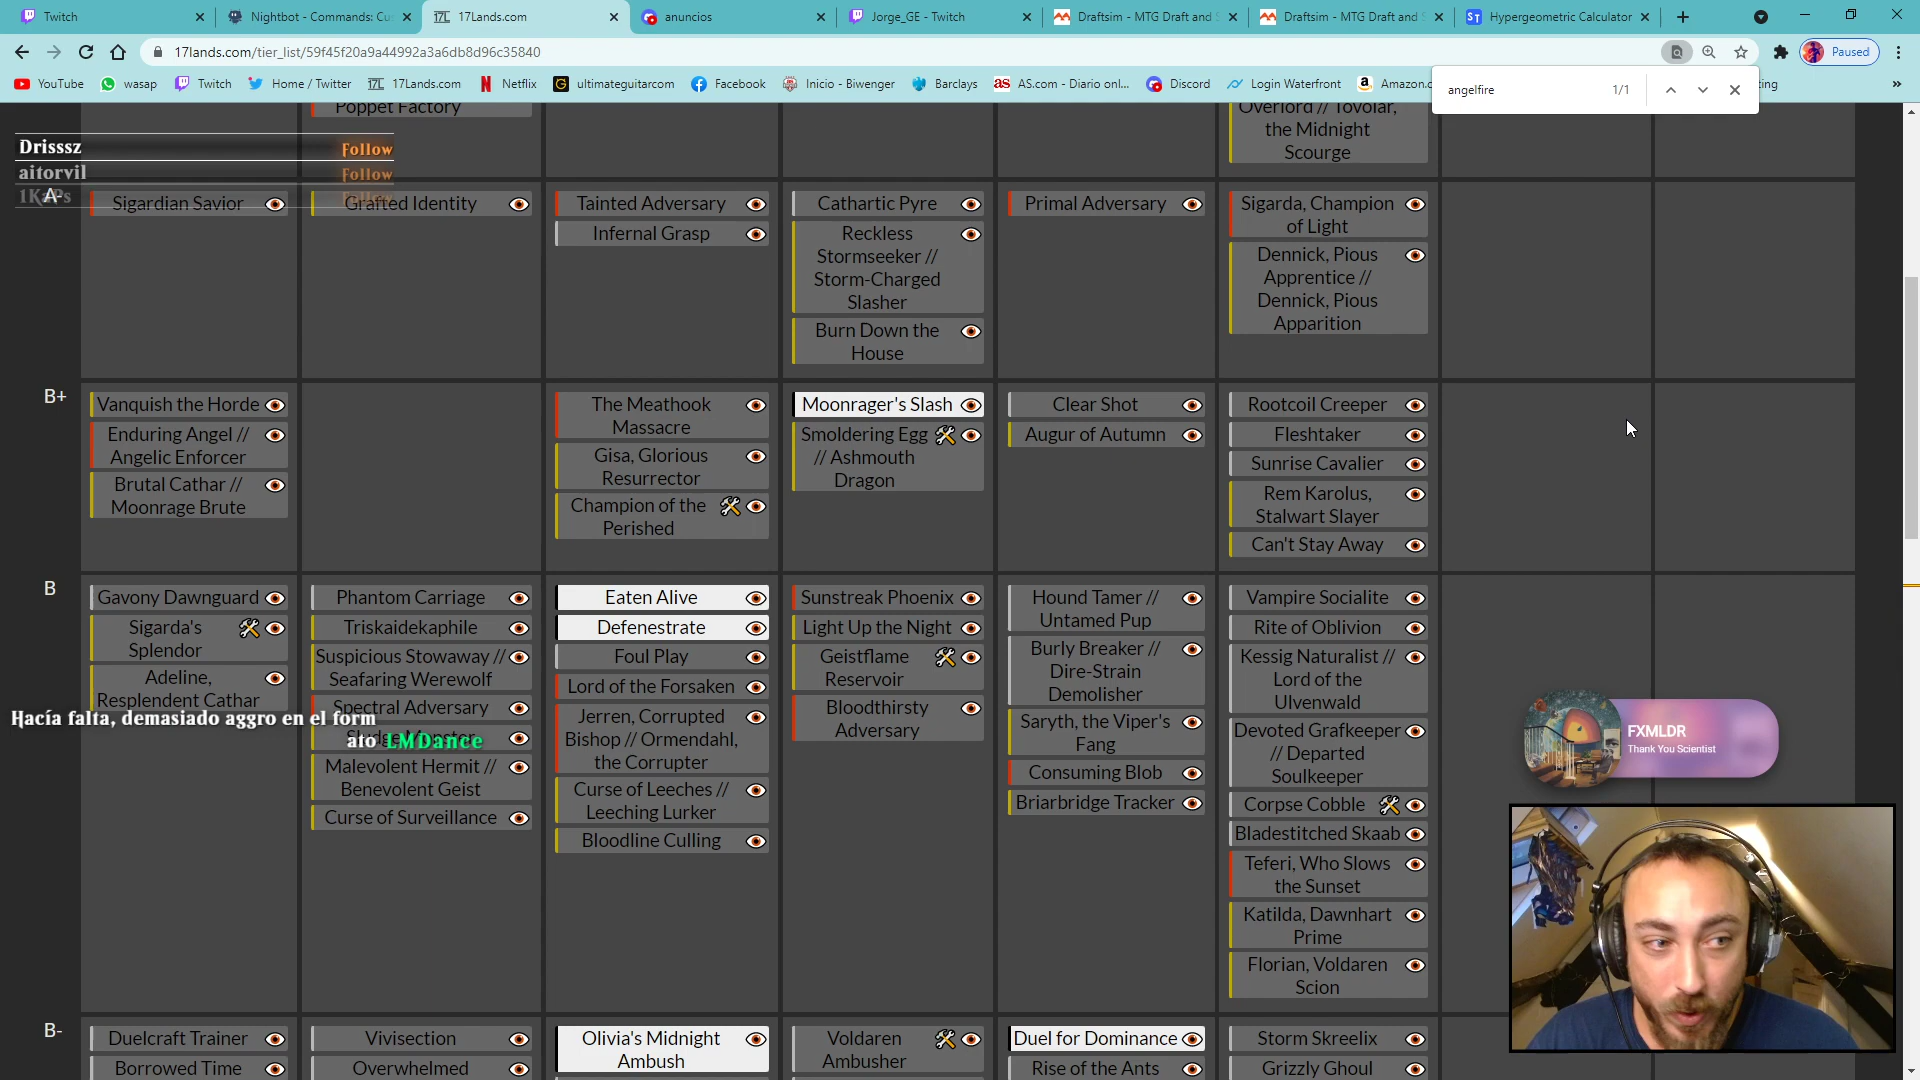 Twitch
Nightbot - Commands: Cu
17Lands.com
anuncios
Jorge_GE - Twitch
Draftsim - MTG Draft and
Draftsim - MTG Draft and
Hypergeometric Calculator
17lands.com/tier_list/59f45f20a9a44992a3a6db8d96c35840
Paused
YouTube
wasap
Twitch
Home / Twitter
17Lands.com
Netflix
ultimateguitarcom
Facebook
Inicio - Biwenger
Barclays
AS.com - Diario onl...
Discord
Login Waterfront
Amazon.c
angelfire
1/1
Poppet Factory
Overlord // Tovolar,
the Midnight
Scourge
Drisssz
Follow
aitorvil
Follow
1KaPs
Follow
A-
Sigardian Savior
Grafted Identity
Tainted Adversary
Infernal Grasp
Cathartic Pyre
Reckless
Stormseeker //
Storm-Charged
Slasher
Burn Down the
House
Primal Adversary
Sigarda, Champion
of Light
Dennick, Pious
Apprentice //
Dennick, Pious
Apparition
B+
Vanquish the Horde
Enduring Angel //
Angelic Enforcer
Brutal Cathar //
Moonrage Brute
The Meathook
Massacre
Gisa, Glorious
Resurrector
Champion of the
Perished
Moonrager's Slash
Smoldering Egg
// Ashmouth
Dragon
Clear Shot
Augur of Autumn
Rootcoil Creeper
Fleshtaker
Sunrise Cavalier
Rem Karolus,
Stalwart Slayer
Can't Stay Away
B
Gavony Dawnguard
Sigarda's
Splendor
Adeline,
Resplendent Cathar
Phantom Carriage
Triskaidekaphile
Suspicious Stowaway //
Seafaring Werewolf
Spectral Adversary
Malevolent Hermit //
Benevolent Geist
Curse of Surveillance
Eaten Alive
Defenestrate
Foul Play
Lord of the Forsaken
Jerren, Corrupted
Bishop // Ormendahl,
the Corrupter
Curse of Leeches //
Leeching Lurker
Bloodline Culling
Sunstreak Phoenix
Light Up the Night
Geistflame
Reservoir
Bloodthirsty
Adversary
Hound Tamer //
Untamed Pup
Burly Breaker //
Dire-Strain
Demolisher
Saryth, the Viper's
Fang
Consuming Blob
Briarbridge Tracker
Vampire Socialite
Rite of Oblivion
Kessig Naturalist //
Lord of the
Ulvenwald
Devoted Grafkeeper
// Departed
Soulkeeper
Corpse Cobble
Bladestitched Skaab
Teferi, Who Slows
the Sunset
Katilda, Dawnhart
Prime
Florian, Voldaren
Scion
Hacía falta, demasiado aggro en el form
ato LMDance
FXMLDR
Thank You Scientist
B-
Duelcraft Trainer
Borrowed Time
Vivisection
Overwhelmed
Olivia's Midnight
Ambush
Voldaren
Ambusher
Duel for Dominance
Rise of the Ants
Storm Skreelix
Grizzly Ghoul